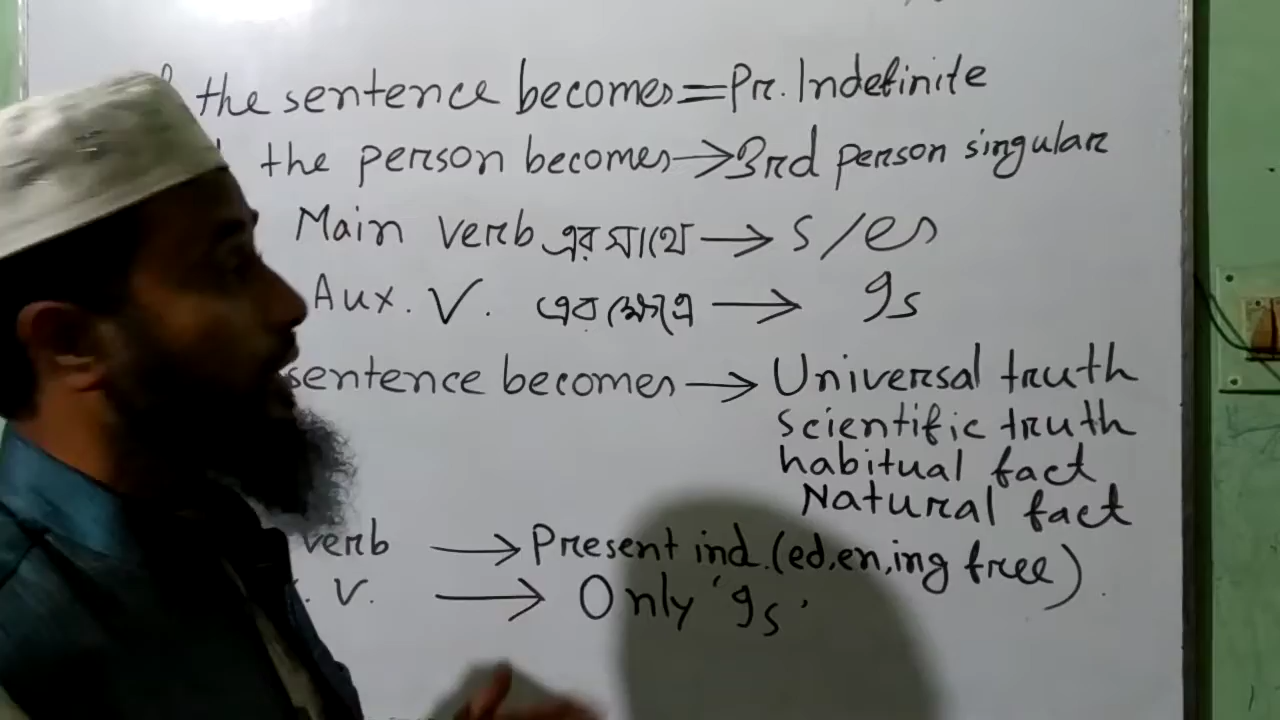 the sentence becomes = Pr. Indefinite
the person becomes → 3rd person singular
Main verb এর সাথে → s/es
Aux. V. এর ক্ষেত্রে → Is
sentence becomes → Universal truth
scientific truth
habitual fact
Natural fact
verb → Present ind. (ed, en, ing free)
. V. → Only 'Is'